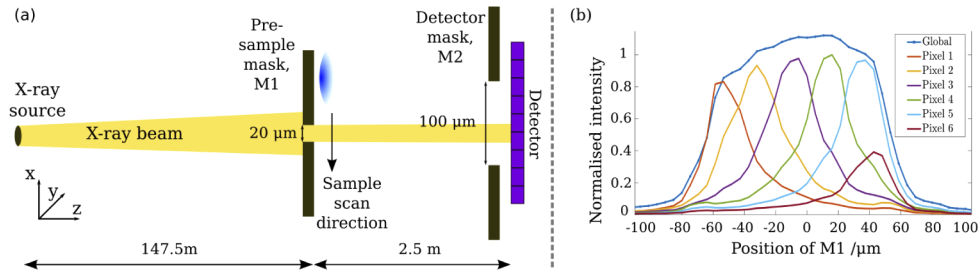 (a)
Pre-
sample
mask,
M1
Detector
mask,
M2
X-ray
source
X-ray beam
20 µm
100 µm
Detector
x
y
z
Sample
scan
direction
147.5m
2.5 m
(b)
Normalised intensity
1
0.8
0.6
0.4
0.2
0
-100
-80
-60
-40
-20
0
20
40
60
80
100
Position of M1 /µm
Global
Pixel 1
Pixel 2
Pixel 3
Pixel 4
Pixel 5
Pixel 6